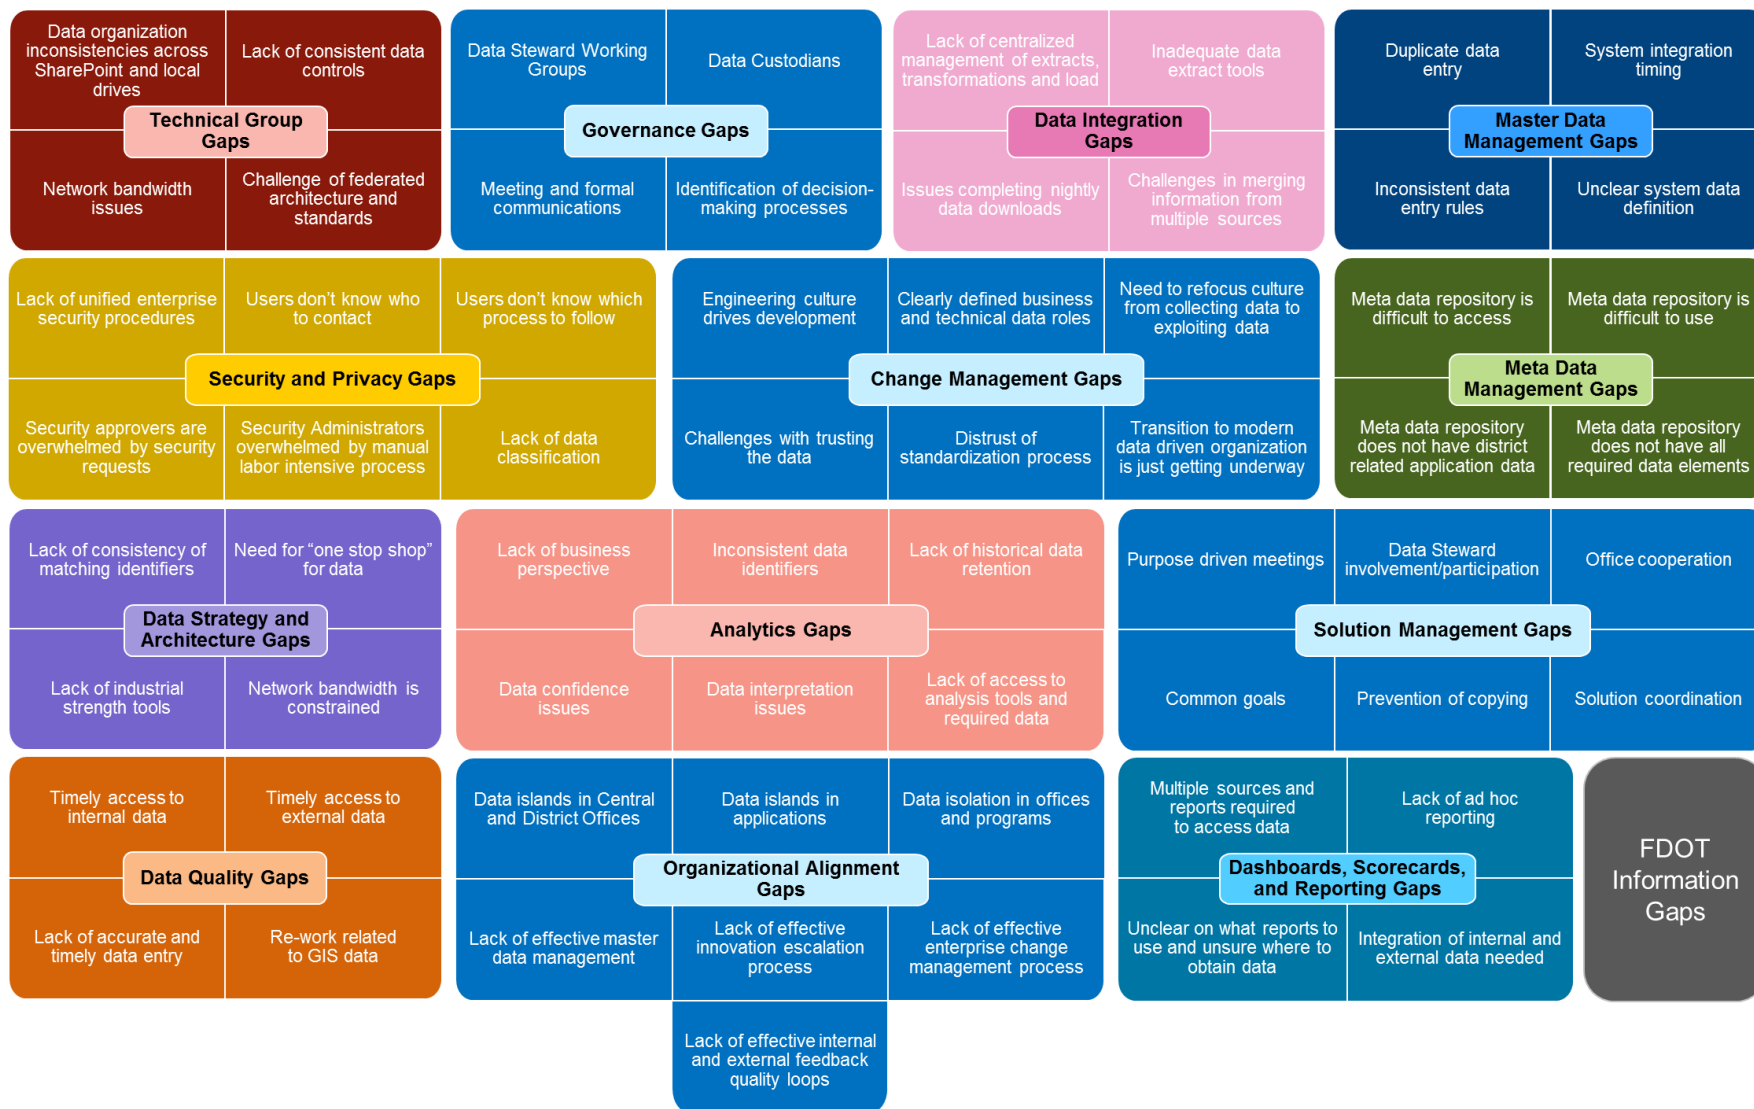 Data organization
inconsistencies across
SharePoint and local
drives
Lack of consistent data
controls
Technical Group
Gaps
Network bandwidth
issues
Challenge of federated
architecture and
standards
Data Steward Working
Groups
Data Custodians
Governance Gaps
Meeting and formal
communications
Identification of decision-
making processes
Lack of centralized
management of extracts,
transformations and load
Inadequate data
extract tools
Data Integration
Gaps
Issues completing nightly
data downloads
Challenges in merging
information from
multiple sources
Duplicate data
entry
System integration
timing
Master Data
Management Gaps
Inconsistent data
entry rules
Unclear system data
definition
Lack of unified enterprise
security procedures
Users don’t know who
to contact
Users don’t know which
process to follow
Security and Privacy Gaps
Security approvers are
overwhelmed by security
requests
Security Administrators
overwhelmed by manual
labor intensive process
Lack of data
classification
Engineering culture
drives development
Clearly defined business
and technical data roles
Need to refocus culture
from collecting data to
exploiting data
Change Management Gaps
Challenges with trusting
the data
Distrust of
standardization process
Transition to modern
data driven organization
is just getting underway
Meta data repository is
difficult to access
Meta data repository is
difficult to use
Meta Data
Management Gaps
Meta data repository
does not have district
related application data
Meta data repository
does not have all
required data elements
Lack of consistency of
matching identifiers
Need for “one stop shop”
for data
Data Strategy and
Architecture Gaps
Lack of industrial
strength tools
Network bandwidth is
constrained
Lack of business
perspective
Inconsistent data
identifiers
Lack of historical data
retention
Analytics Gaps
Data confidence
issues
Data interpretation
issues
Lack of access to
analysis tools and
required data
Purpose driven meetings
Data Steward
involvement/participation
Office cooperation
Solution Management Gaps
Common goals
Prevention of copying
Solution coordination
Timely access to
internal data
Timely access to
external data
Data Quality Gaps
Lack of accurate and
timely data entry
Re-work related
to GIS data
Data islands in Central
and District Offices
Data islands in
applications
Data isolation in offices
and programs
Organizational Alignment
Gaps
Lack of effective master
data management
Lack of effective
innovation escalation
process
Lack of effective
enterprise change
management process
Lack of effective internal
and external feedback
quality loops
Multiple sources and
reports required
to access data
Lack of ad hoc
reporting
Dashboards, Scorecards,
and Reporting Gaps
Unclear on what reports to
use and unsure where to
obtain data
Integration of internal and
external data needed
FDOT
Information
Gaps